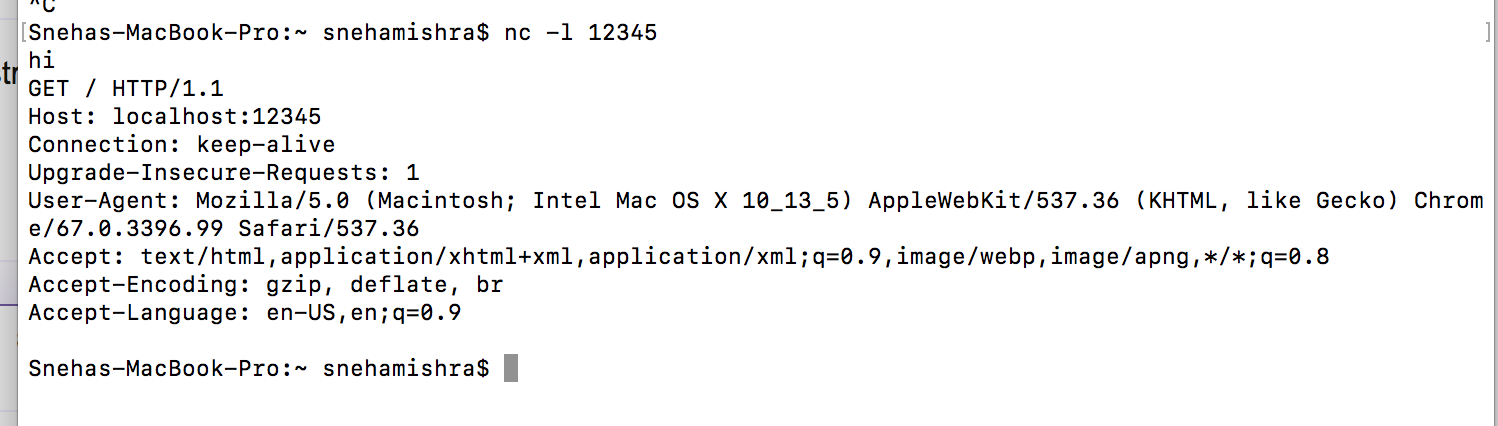 ^C
[Snehas-MacBook-Pro:~ snehamishra$ nc -l 12345 ]
hi
str
GET / HTTP/1.1
Host: localhost:12345
Connection: keep-alive
Upgrade-Insecure-Requests: 1
User-Agent: Mozilla/5.0 (Macintosh; Intel Mac OS X 10_13_5) AppleWebKit/537.36 (KHTML, like Gecko) Chrom
e/67.0.3396.99 Safari/537.36
Accept: text/html,application/xhtml+xml,application/xml;q=0.9,image/webp,image/apng,*/*;q=0.8
Accept-Encoding: gzip, deflate, br
Accept-Language: en-US,en;q=0.9
Snehas-MacBook-Pro:~ snehamishra$